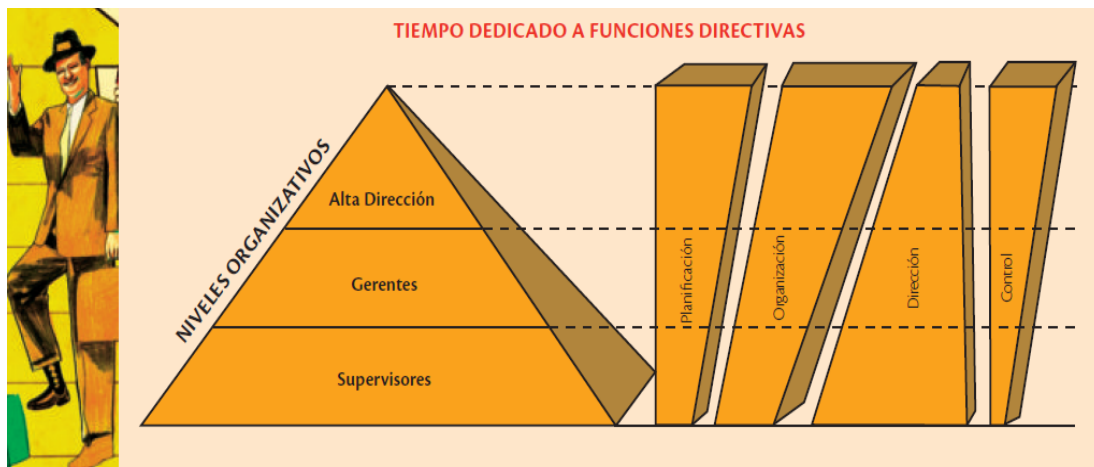 TIEMPO DEDICADO A FUNCIONES DIRECTIVAS
NIVELES ORGANIZATIVOS
Alta Dirección
Gerentes
Supervisores
Planificación
Organización
Dirección
Control